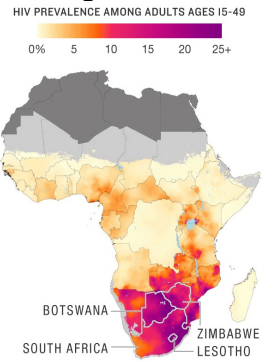 HIV PREVALENCE AMONG ADULTS AGES 15-49
0% 5 10 15 20 25+
BOTSWANA
ZIMBABWE
SOUTH AFRICA
LESOTHO